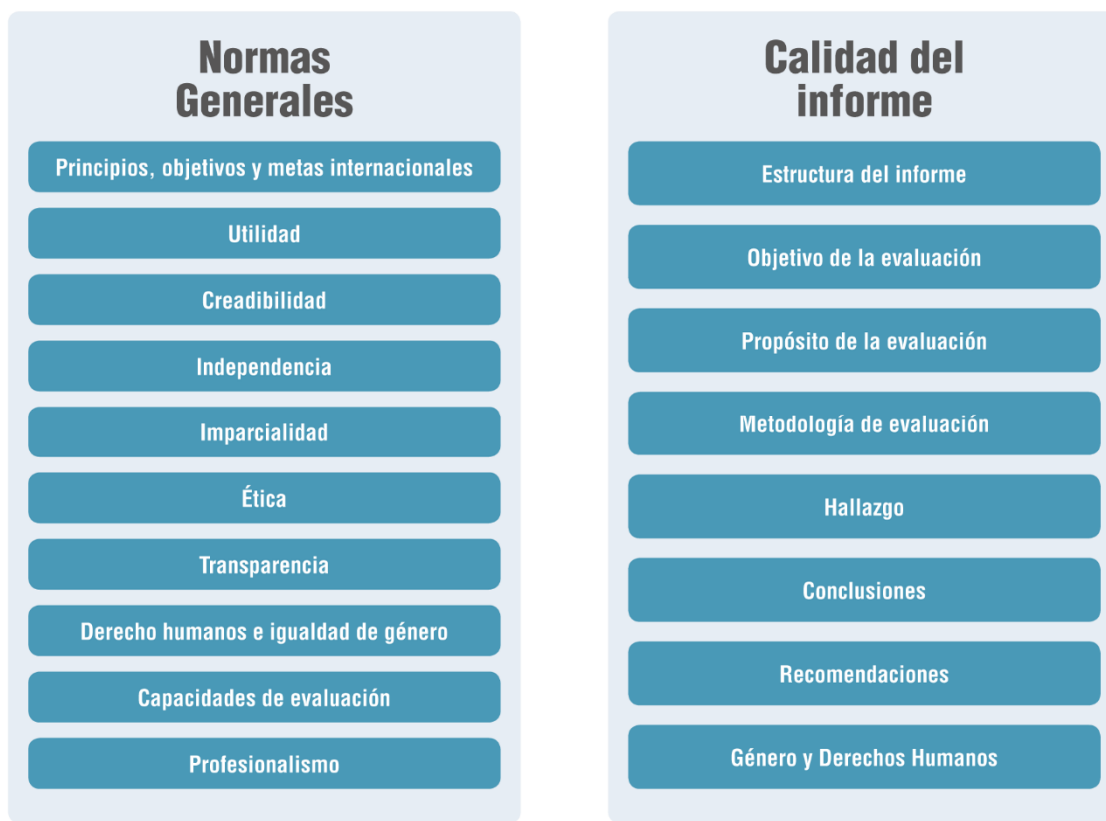 Normas
Generales
Principios, objetivos y metas internacionales
Utilidad
Creadibilidad
Independencia
Imparcialidad
Ética
Transparencia
Derecho humanos e igualdad de género
Capacidades de evaluación
Profesionalismo
Calidad del
informe
Estructura del informe
Objetivo de la evaluación
Propósito de la evaluación
Metodología de evaluación
Hallazgo
Conclusiones
Recomendaciones
Género y Derechos Humanos